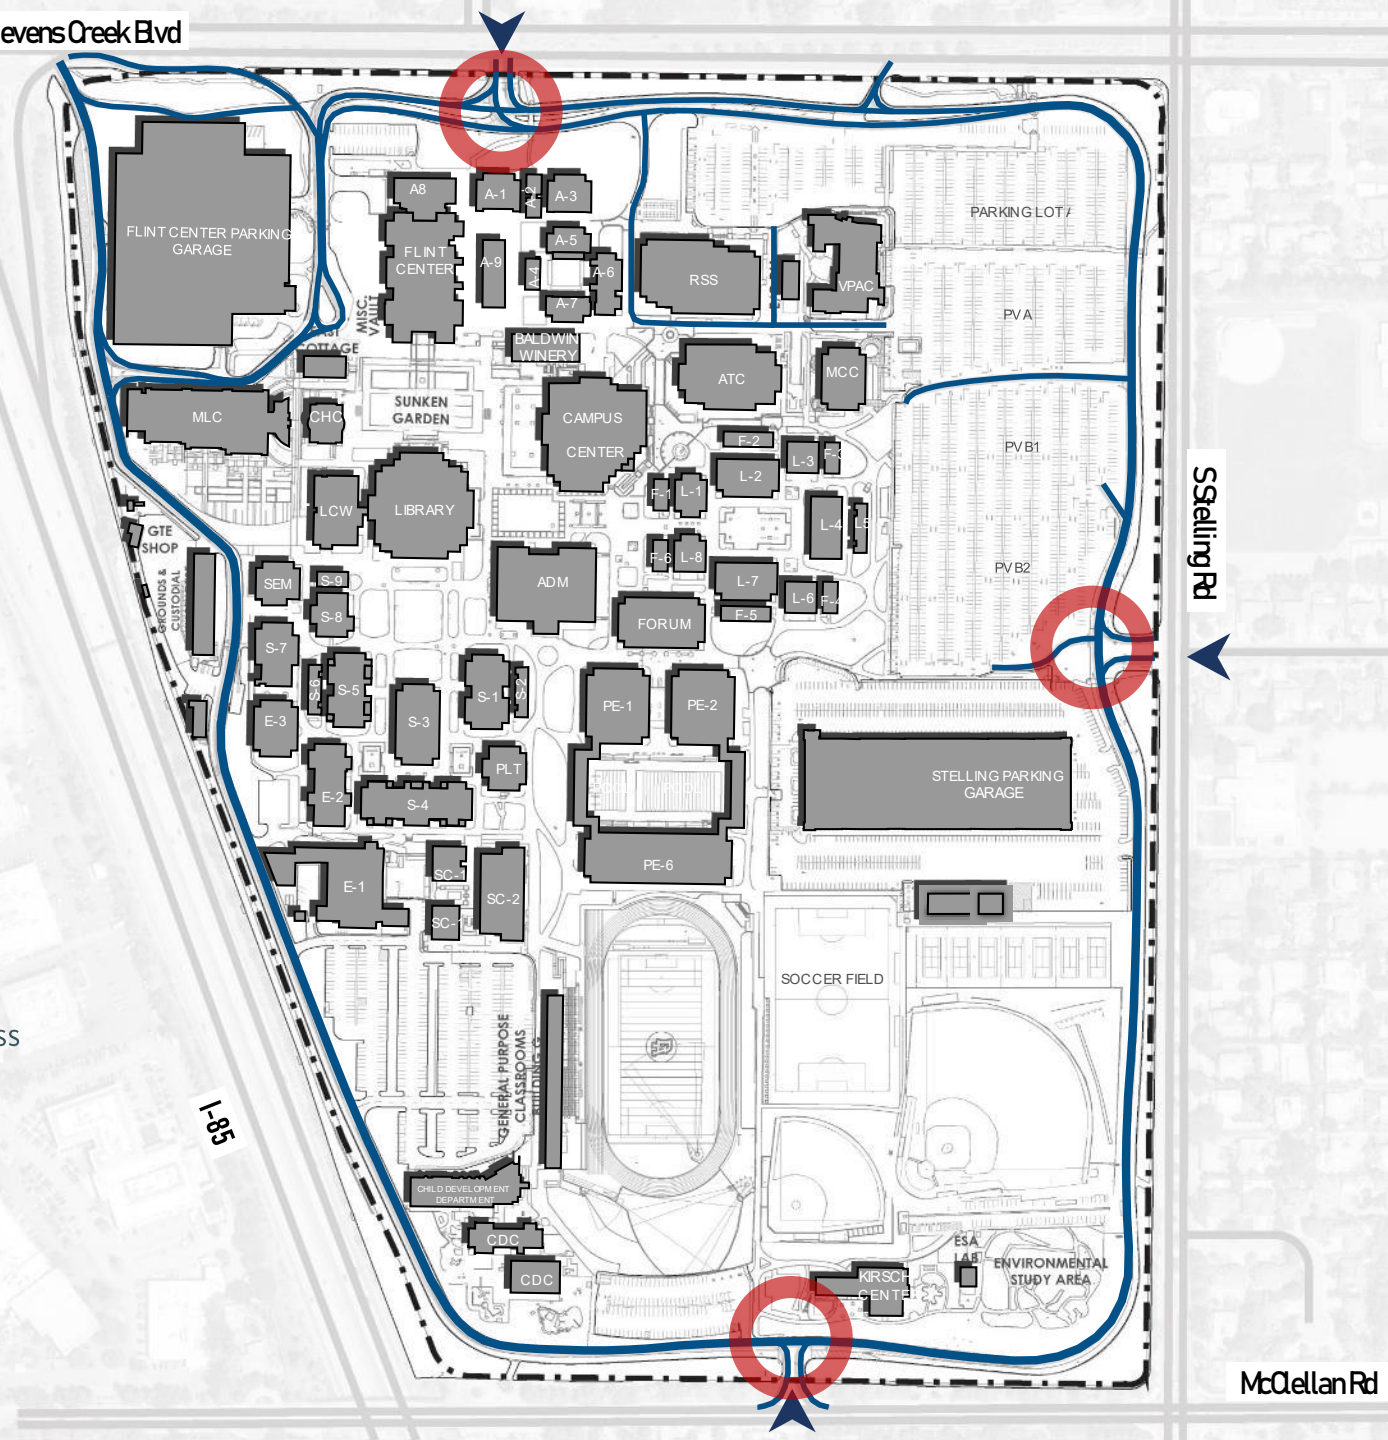 evens Creek Blvd
A8
A-1
A-2
A-3
FLINT CENTER PARKING
GARAGE
FLINT
CENTER
A-9
A-5
A-4
A-6
A-7
RSS
VPAC
PARKING LOT
PV A
MISC.
VAULT
COTTAGE
BALDWIN
WINERY
ATC
MCC
MLC
CHC
SUNKEN
GARDEN
CAMPUS
CENTER
F-2
L-3
F-3
L-2
PV B1
F-1
L-1
LCW
LIBRARY
L-4
L5
S Stelling Rd
GTE
SHOP
GROUNDS &
CUSTODIAL
SEM
S-9
S-8
ADM
F-6
L-8
L-7
L-6
F-4
F-5
PV B2
FORUM
S-7
S-6
S-5
S-1
S-2
E-3
S-3
PE-1
PE-2
PLT
E-2
S-4
POOL
STELLING PARKING
GARAGE
E-1
SC-1
SC-1
SC-2
PE-6
SOCCER FIELD
SS
GENERAL PURPOSE
CLASSROOMS
BUILDING G
I-85
CHILD DEVELOPMENT
DEPARTMENT
CDC
CDC
ESA
LAB
ENVIRONMENTAL
STUDY AREA
KIRSCH
CENTER
McClellan Rd